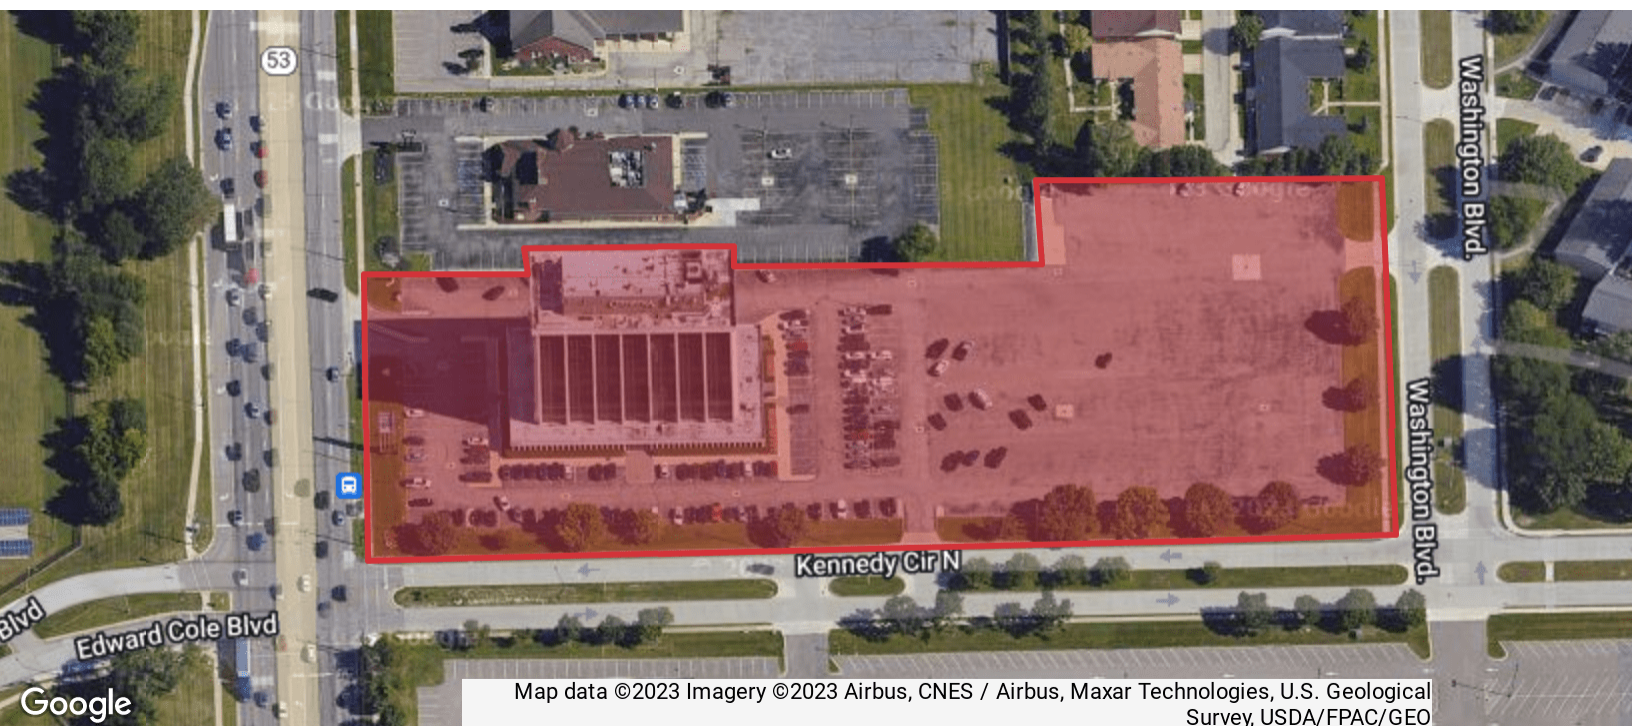 53
Washington Blvd.
Washington Blvd.
Kennedy Cir N
Blvd
Edward Cole Blvd
Google
Map data ©2023 Imagery ©2023 Airbus, CNES / Airbus, Maxar Technologies, U.S. Geological
Survey, USDA/FPAC/GEO